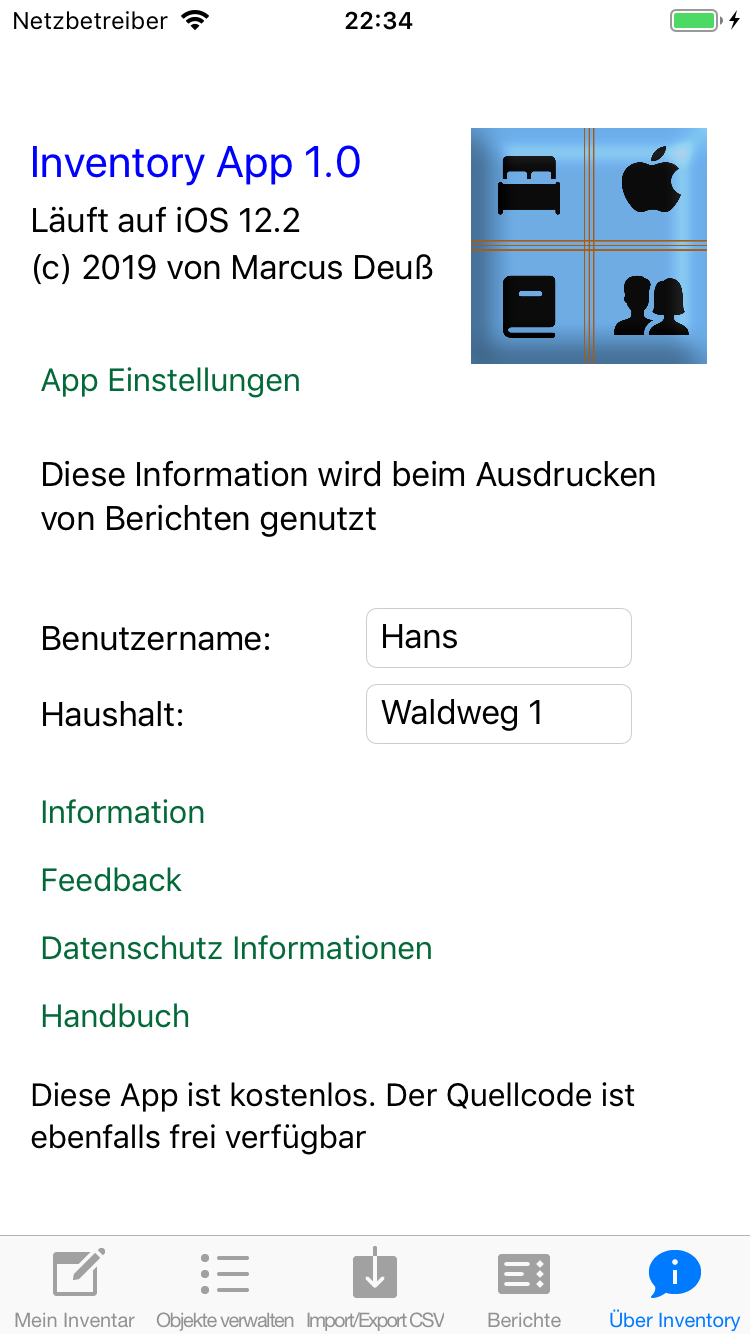 Netzbetreiber 22:34
Inventory App 1.0
Läuft auf iOS 12.2
(c) 2019 von Marcus Deuß
App Einstellungen
Diese Information wird beim Ausdrucken
von Berichten genutzt
Benutzername: Hans
Haushalt: Waldweg 1
Information
Feedback
Datenschutz Informationen
Handbuch
Diese App ist kostenlos. Der Quellcode ist
ebenfalls frei verfügbar
Mein Inventar Objekte verwalten Import/Export CSV Berichte Über Inventory